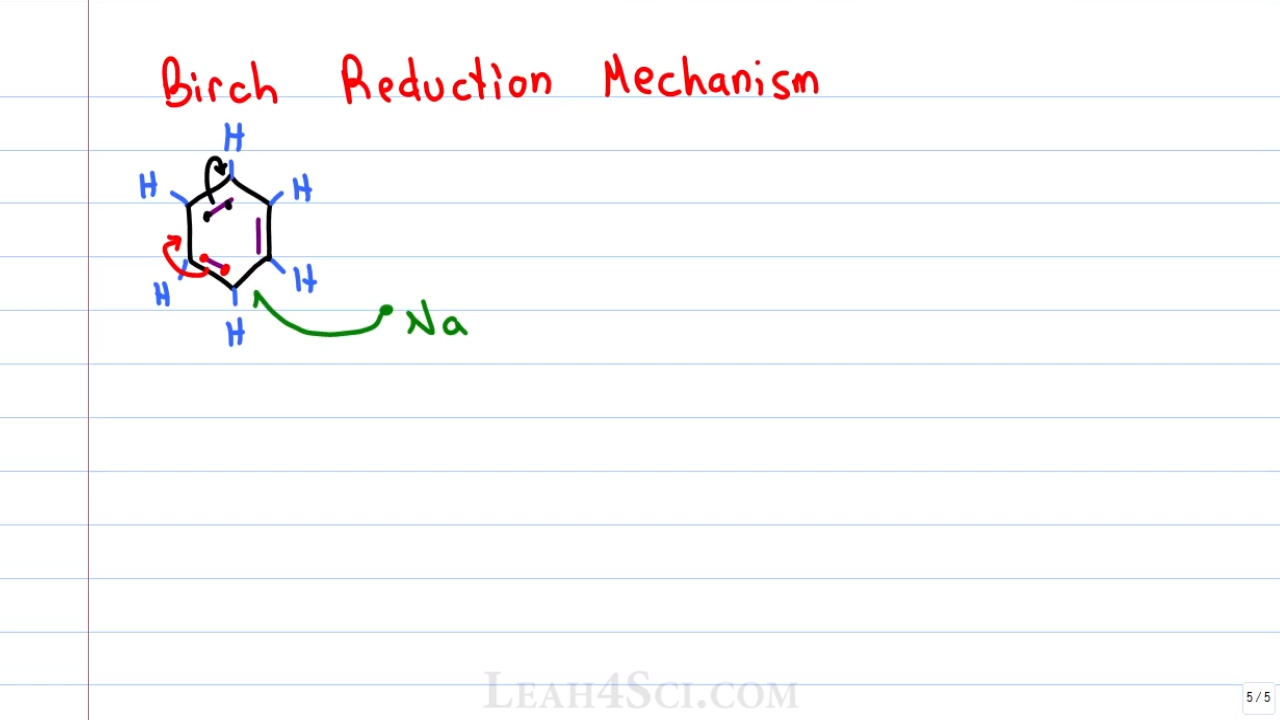 Birch Reduction Mechanism
H
H H
H H
H Na
LEAH4SCI.COM
5/5